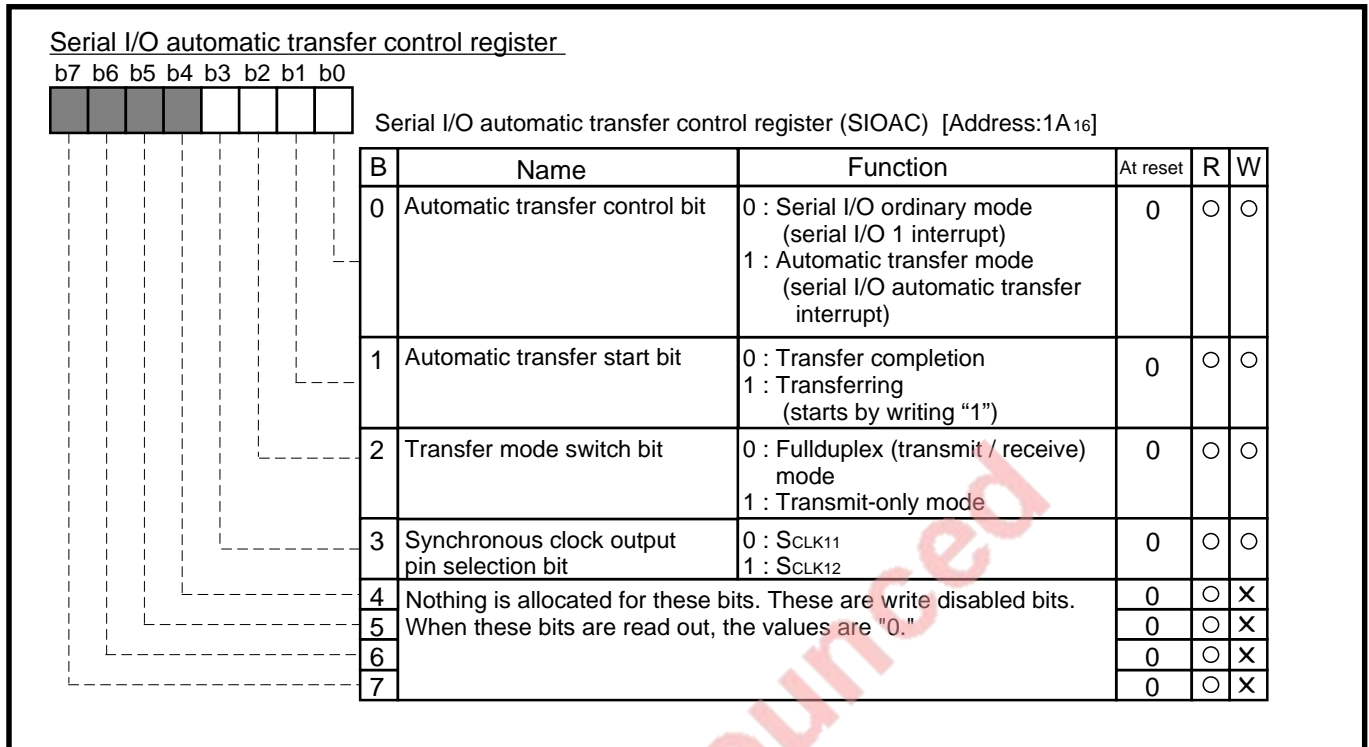 Serial I/O automatic transfer control register
b7 b6 b5 b4 b3 b2 b1 b0
Serial I/O automatic transfer control register (SIOAC) [Address:1A16]
B Name Function At reset R W
0 Automatic transfer control bit 0 : Serial I/O ordinary mode 0 ○ ○
(serial I/O 1 interrupt)
1 : Automatic transfer mode
(serial I/O automatic transfer
interrupt)
1 Automatic transfer start bit 0 : Transfer completion 0 ○ ○
1 : Transferring
(starts by writing “1”)
2 Transfer mode switch bit 0 : Fullduplex (transmit / receive) 0 ○ ○
mode
1 : Transmit-only mode
3 Synchronous clock output 0 : SCLK11 0 ○ ○
pin selection bit 1 : SCLK12
4 Nothing is allocated for these bits. These are write disabled bits. 0 ○ ×
5 When these bits are read out, the values are "0." 0 ○ ×
6 0 ○ ×
7 0 ○ ×
unced